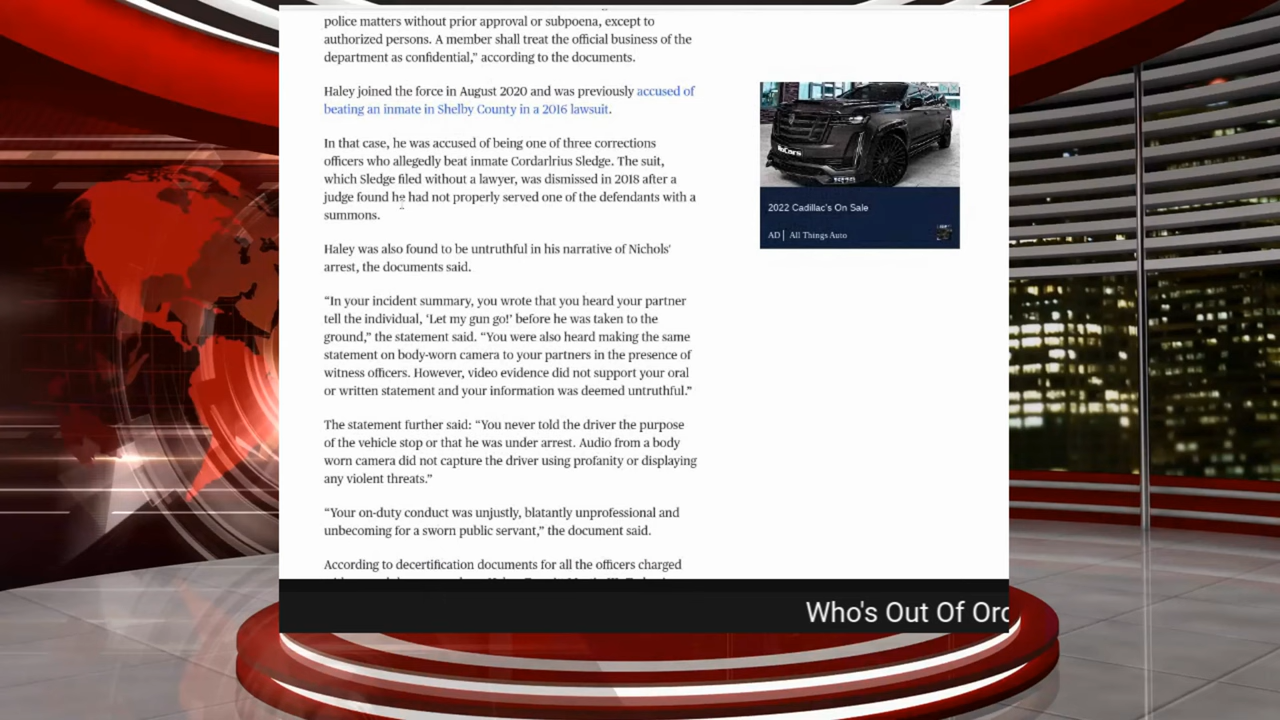 police matters without prior approval or subpoena, except to
authorized persons. A member shall treat the official business of the
department as confidential,” according to the documents.
Haley joined the force in August 2020 and was previously accused of
beating an inmate in Shelby County in a 2016 lawsuit.
In that case, he was accused of being one of three corrections
officers who allegedly beat inmate Cordarlrius Sledge. The suit,
which Sledge filed without a lawyer, was dismissed in 2018 after a
judge found he had not properly served one of the defendants with a
summons.
Haley was also found to be untruthful in his narrative of Nichols’
arrest, the documents said.
“In your incident summary, you wrote that you heard your partner
tell the individual, ‘Let my gun go!’ before he was taken to the
ground,” the statement said. “You were also heard making the same
statement on body-worn camera to your partners in the presence of
witness officers. However, video evidence did not support your oral
or written statement and your information was deemed untruthful.”
The statement further said: “You never told the driver the purpose
of the vehicle stop or that he was under arrest. Audio from a body
worn camera did not capture the driver using profanity or displaying
any violent threats.”
“Your on-duty conduct was unjustly, blatantly unprofessional and
unbecoming for a sworn public servant,” the document said.
According to decertification documents for all the officers charged
2022 Cadillac's On Sale
AD | All Things Auto
Who's Out Of Ord